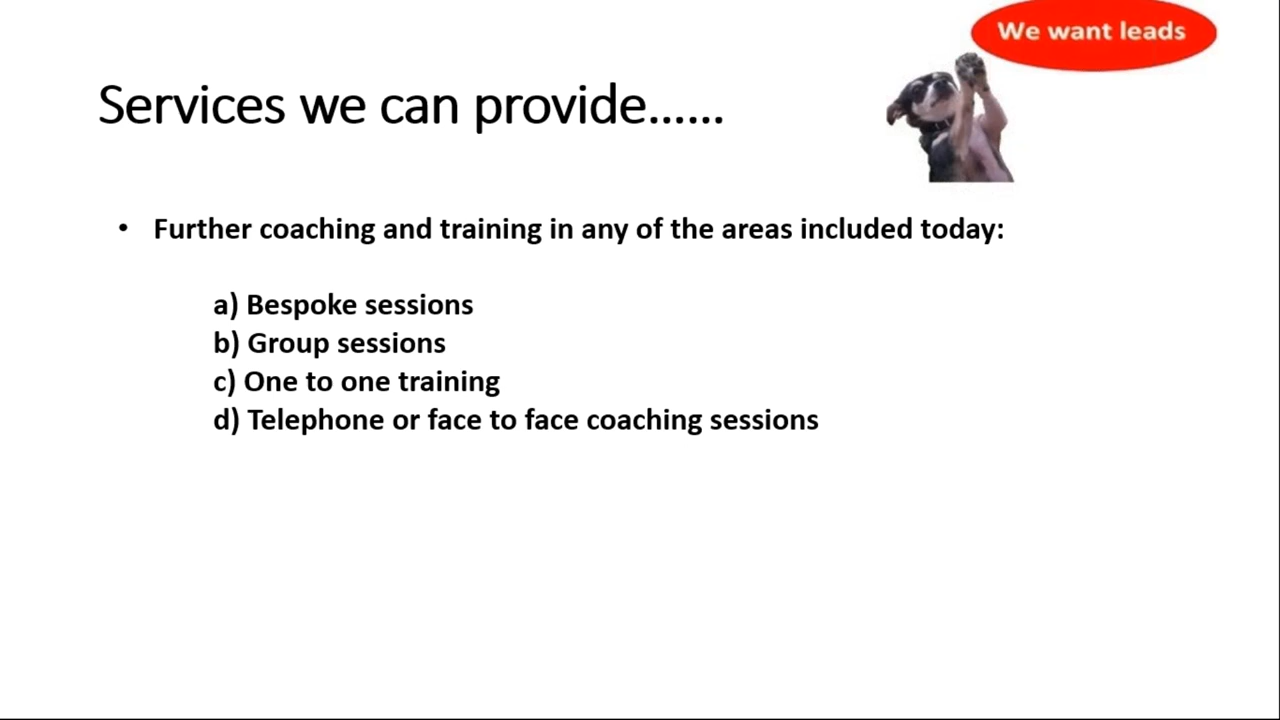 We want leads
Services we can provide......
• Further coaching and training in any of the areas included today:
a) Bespoke sessions
b) Group sessions
c) One to one training
d) Telephone or face to face coaching sessions